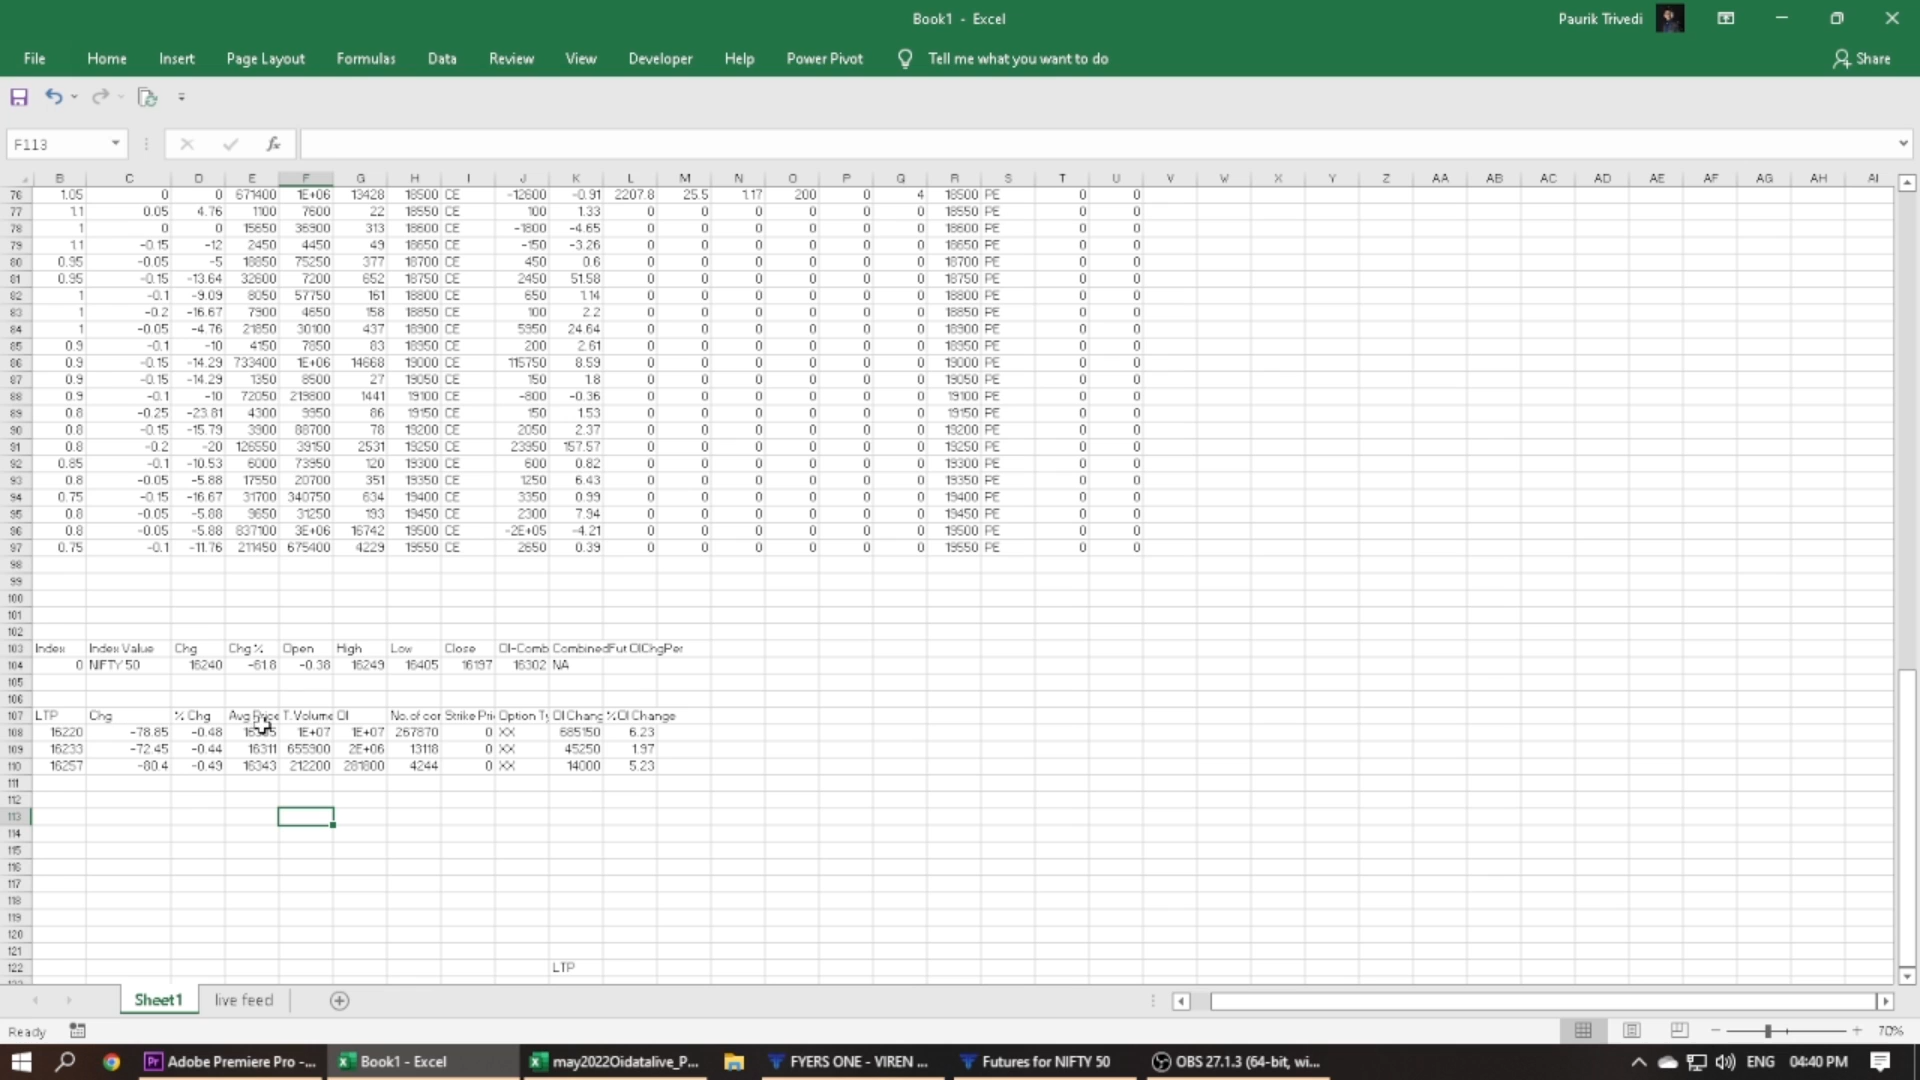 Book1 - Excel
Paurik Trivedi
File Home Insert Page Layout Formulas Data Review View Developer Help Power Pivot Tell me what you want to do Share
F113
B C D E F G H I J K L M N O P Q R S T U V W X Y Z AA AB AC AD AE AF AG AH AI
76 1.05 0 0 671400 1E+06 13428 18500 CE -12600 -0.91 2207.8 25.5 1.17 200 0 4 18500 PE 0 0
77 1.1 0.05 4.76 1100 7600 22 18550 CE 100 1.33 0 0 0 0 0 0 18550 PE 0 0
78 1 0 0 15650 36900 313 18600 CE -1800 -4.65 0 0 0 0 0 0 18600 PE 0 0
79 1.1 -0.15 -12 2450 4450 49 18650 CE -150 -3.26 0 0 0 0 0 0 18650 PE 0 0
80 0.95 -0.05 -5 18850 75250 377 18700 CE 450 0.6 0 0 0 0 0 0 18700 PE 0 0
81 0.95 -0.15 -13.64 32600 7200 652 18750 CE 2450 51.58 0 0 0 0 0 0 18750 PE 0 0
82 1 -0.1 -9.09 8050 57750 161 18800 CE 650 1.14 0 0 0 0 0 0 18800 PE 0 0
83 1 -0.2 -16.67 7900 4650 158 18850 CE 100 2.2 0 0 0 0 0 0 18850 PE 0 0
84 1 -0.05 -4.76 21850 30100 437 18900 CE 5950 24.64 0 0 0 0 0 0 18900 PE 0 0
85 0.9 -0.1 -10 4150 7850 83 18950 CE 200 2.61 0 0 0 0 0 0 18950 PE 0 0
86 0.9 -0.15 -14.29 733400 1E+06 14668 19000 CE 115750 8.59 0 0 0 0 0 0 19000 PE 0 0
87 0.9 -0.15 -14.29 1350 8500 27 19050 CE 150 1.8 0 0 0 0 0 0 19050 PE 0 0
88 0.9 -0.1 -10 72050 219800 1441 19100 CE -800 -0.36 0 0 0 0 0 0 19100 PE 0 0
89 0.8 -0.25 -23.81 4300 9950 86 19150 CE 150 1.53 0 0 0 0 0 0 19150 PE 0 0
90 0.8 -0.15 -15.79 3900 88700 78 19200 CE 2050 2.37 0 0 0 0 0 0 19200 PE 0 0
91 0.8 -0.2 -20 126550 39150 2531 19250 CE 23950 157.57 0 0 0 0 0 0 19250 PE 0 0
92 0.85 -0.1 -10.53 6000 73950 120 19300 CE 600 0.82 0 0 0 0 0 0 19300 PE 0 0
93 0.8 -0.05 -5.88 17550 20700 351 19350 CE 1250 6.43 0 0 0 0 0 0 19350 PE 0 0
94 0.75 -0.15 -16.67 31700 340750 634 19400 CE 3350 0.99 0 0 0 0 0 0 19400 PE 0 0
95 0.8 -0.05 -5.88 9650 31250 193 19450 CE 2300 7.94 0 0 0 0 0 0 19450 PE 0 0
96 0.8 -0.05 -5.88 837100 3E+06 16742 19500 CE -2E+05 -4.21 0 0 0 0 0 0 19500 PE 0 0
97 0.75 -0.1 -11.76 211450 675400 4229 19550 CE 2650 0.39 0 0 0 0 0 0 19550 PE 0 0
98
99
100
101
102
103 Index Index Value Chg Chg % Open High Low Close OI-Comb CombinedFut OIChgPer
104 0 NIFTY 50 16240 -61.8 -0.38 16249 16405 16197 16302 NA
105
106
107 LTP Chg % Chg Avg Price T. Volume OI No. of cor Strike Pri Option Ty OI Chang %OI Change
108 16220 -78.85 -0.48 1E+07 1E+07 267870 0 XX 685150 6.23
109 16233 -72.45 -0.44 16311 655900 2E+06 13118 0 XX 45250 1.97
110 16257 -80.4 -0.49 16343 212200 281800 4244 0 XX 14000 5.23
111
112
113
114
115
116
117
118
119
120
121
122 LTP
Sheet1 live feed
Ready 70%
Adobe Premiere Pro -... Book1 - Excel may2022Oidatalive_P... FYERS ONE - VIREN ... Futures for NIFTY 50 OBS 27.1.3 (64-bit, wi... ENG 04:40 PM